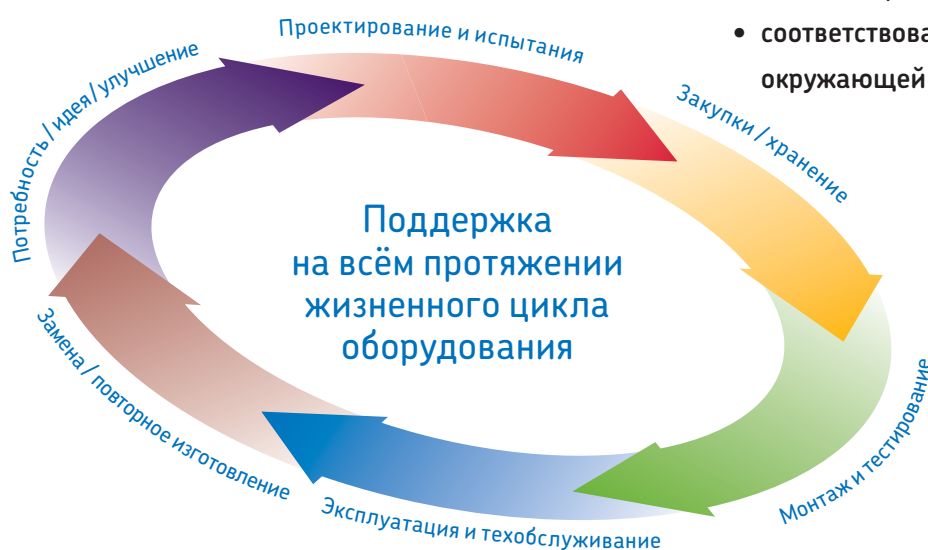 Проектирование и испытания
• соответствова
окружающей
Закупки / хранение
Потребность / идея / улучшение
Поддержка
на всём протяжении
жизненного цикла
оборудования
Замена / повторное изготовление
Монтаж и тестирование
Эксплуатация и техобслуживание